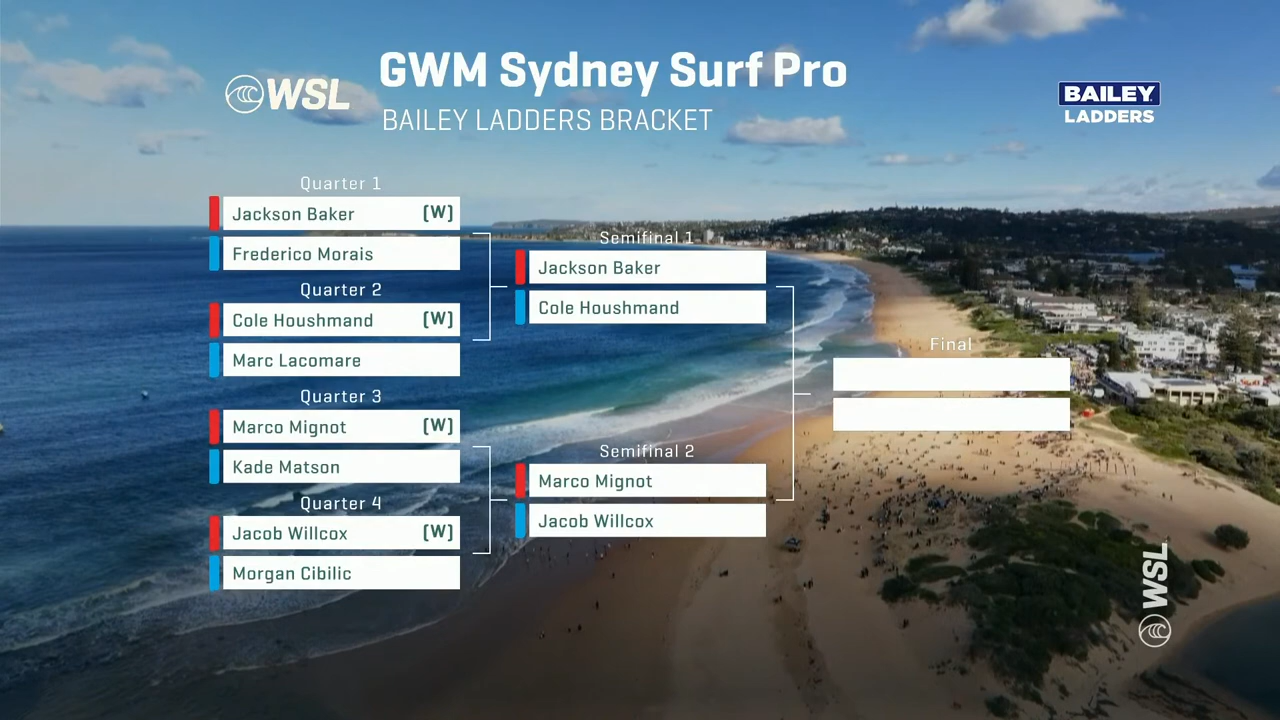 WSL
GWM Sydney Surf Pro
BAILEY LADDERS BRACKET
BAILEY
LADDERS
Quarter 1
Jackson Baker (W)
Frederico Morais
Quarter 2
Cole Houshmand (W)
Marc Lacomare
Quarter 3
Marco Mignot (W)
Kade Matson
Quarter 4
Jacob Willcox (W)
Morgan Cibilic
Semifinal 1
Jackson Baker
Cole Houshmand
Semifinal 2
Marco Mignot
Jacob Willcox
Final
WSL